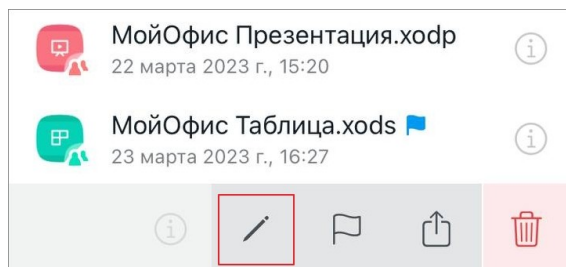 МойОфис Презентация.xodp
22 марта 2023 г., 15:20
МойОфис Таблица.xods
23 марта 2023 г., 16:27